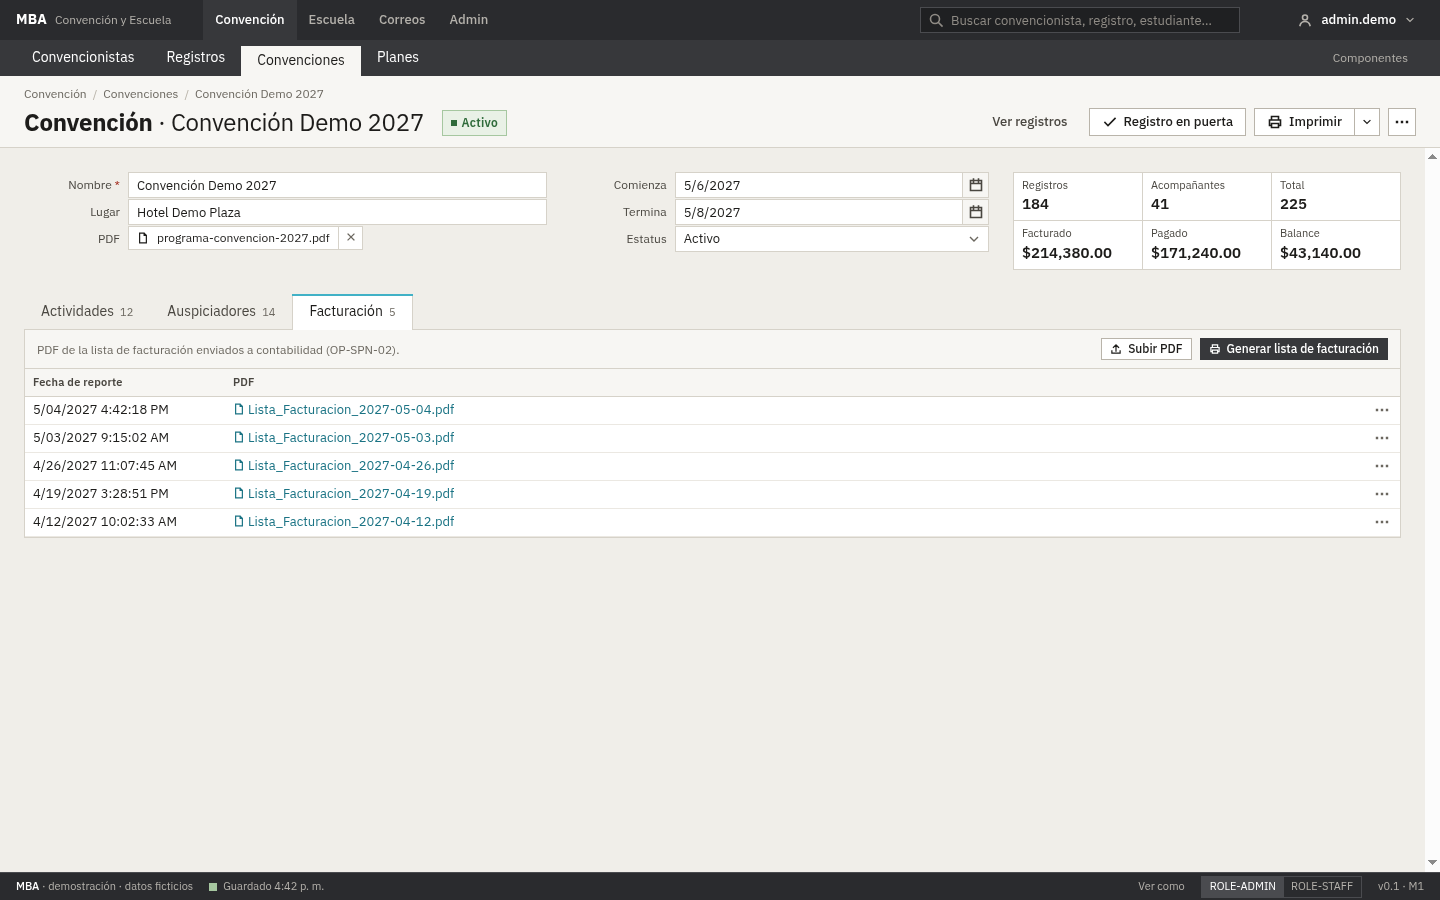 MBA Convención y Escuela Convención Escuela Correos Admin Buscar convencionista, registro, estudiante... admin.demo
Convencionistas Registros Convenciones Planes Componentes
Convención / Convenciones / Convención Demo 2027
Convención · Convención Demo 2027 Activo Ver registros Registro en puerta Imprimir
Nombre * Convención Demo 2027
Lugar Hotel Demo Plaza
PDF programa-convencion-2027.pdf
Comienza 5/6/2027
Termina 5/8/2027
Estatus Activo
Registros Acompañantes Total
184 41 225
Facturado Pagado Balance
$214,380.00 $171,240.00 $43,140.00
Actividades 12 Auspiciadores 14 Facturación 5
PDF de la lista de facturación enviados a contabilidad (OP-SPN-02). Subir PDF Generar lista de facturación
Fecha de reporte PDF
5/04/2027 4:42:18 PM Lista_Facturacion_2027-05-04.pdf
5/03/2027 9:15:02 AM Lista_Facturacion_2027-05-03.pdf
4/26/2027 11:07:45 AM Lista_Facturacion_2027-04-26.pdf
4/19/2027 3:28:51 PM Lista_Facturacion_2027-04-19.pdf
4/12/2027 10:02:33 AM Lista_Facturacion_2027-04-12.pdf
MBA · demostración · datos ficticios Guardado 4:42 p. m. Ver como ROLE-ADMIN ROLE-STAFF v0.1 · M1